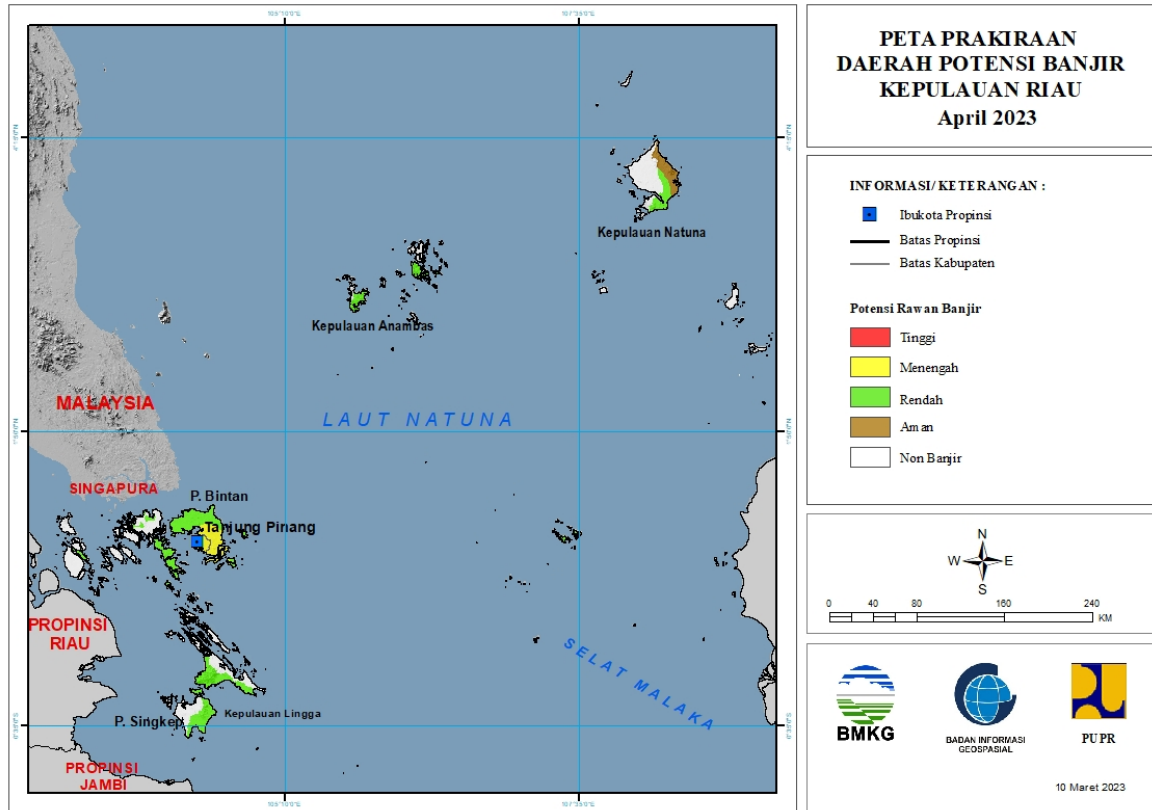 PETA PRAKIRAAN
DAERAH POTENSI BANJIR
KEPULAUAN RIAU
April 2023
INFORMASI/ KETERANGAN :
Ibukota Propinsi
Batas Propinsi
Batas Kabupaten
Potensi Rawan Banjir
Tinggi
Menengah
Rendah
Aman
Non Banjir
N
W E
S
0 40 80 160 240
KM
BMKG
BADAN INFORMASI
GEOSPASIAL
PUPR
10 Maret 2023
Kepulauan Natuna
Kepulauan Anambas
MALAYSIA
LAUT NATUNA
SINGAPURA
P. Bintan
Tanjung Pinang
PROPINSI
RIAU
SELAT MALAKA
Kepulauan Lingga
P. Singkep
PROPINSI
JAMBI